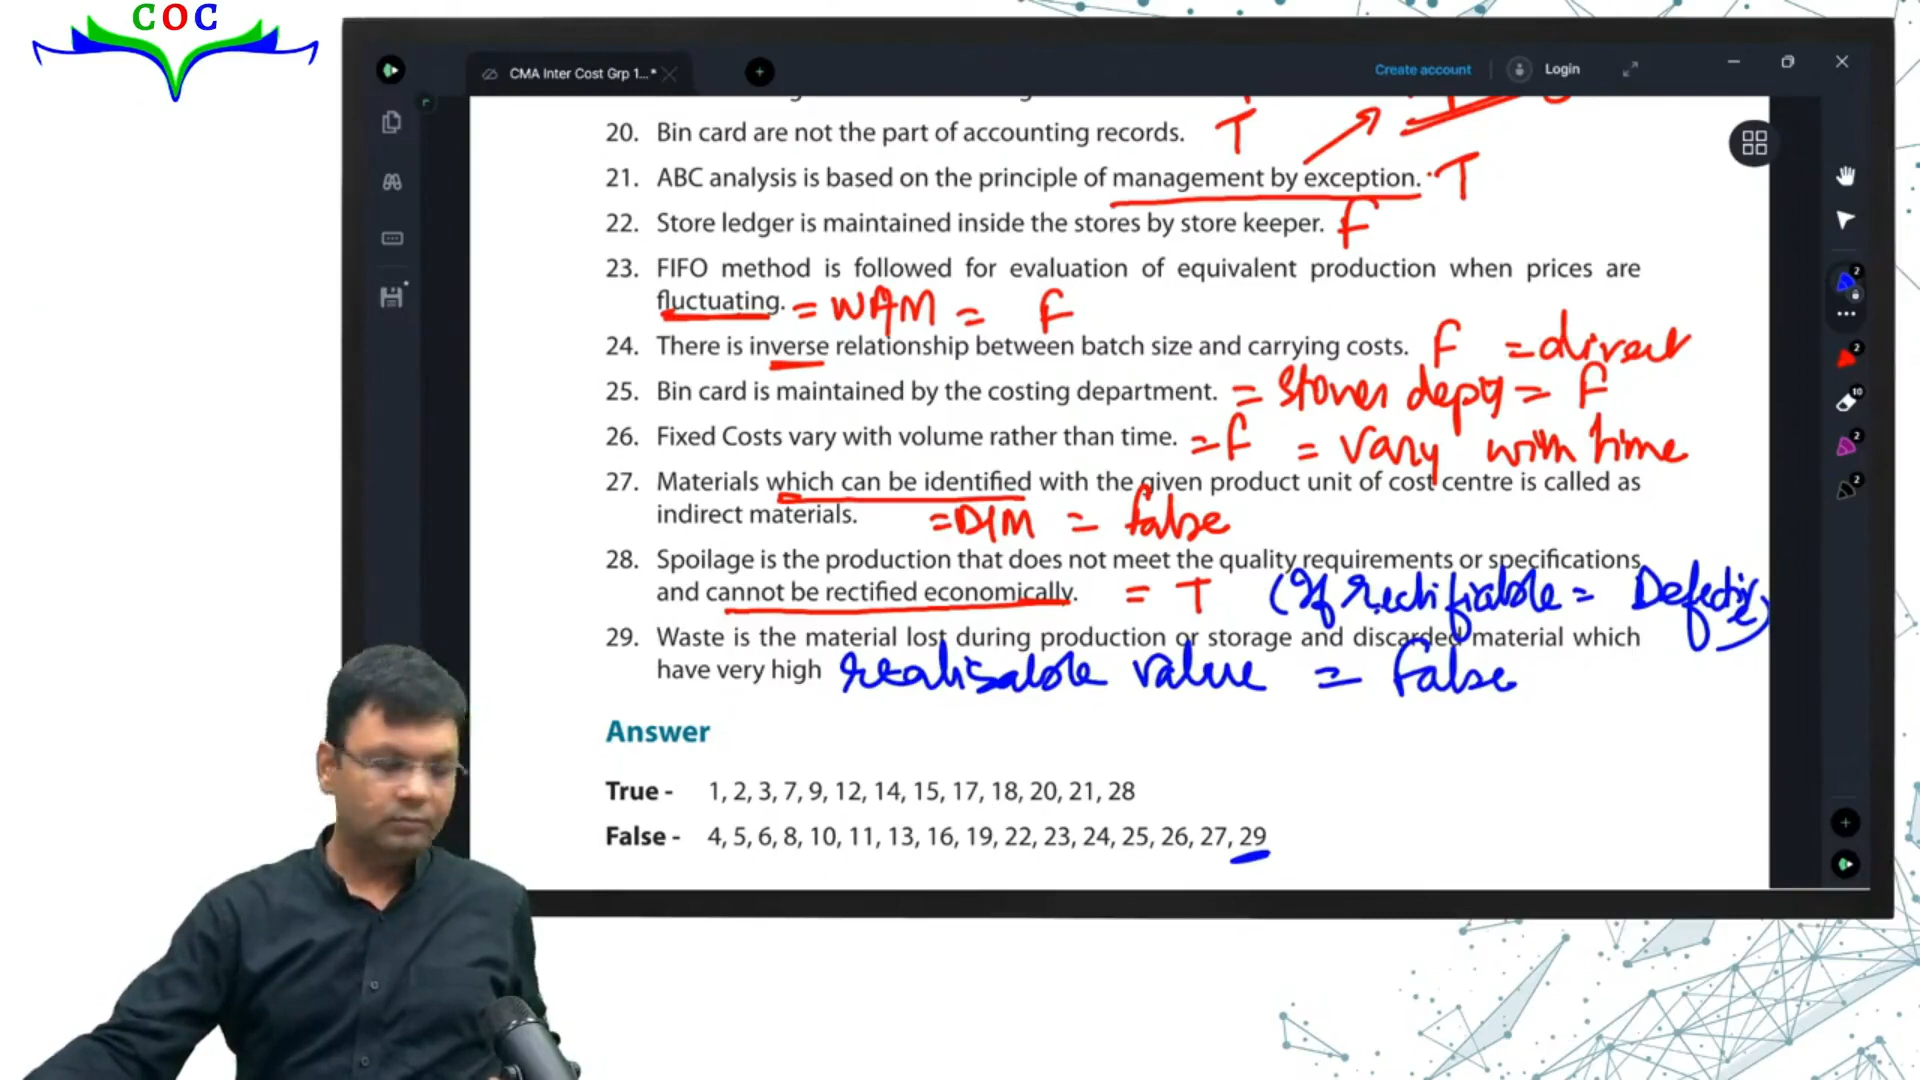 COC
CMA Inter Cost Grp 1...*
Create account
Login
20. Bin card are not the part of accounting records. T
21. ABC analysis is based on the principle of management by exception. T
22. Store ledger is maintained inside the stores by store keeper. F
23. FIFO method is followed for evaluation of equivalent production when prices are
fluctuating. = WAM = F
24. There is inverse relationship between batch size and carrying costs. F = direct
25. Bin card is maintained by the costing department. = Stores dept = F
26. Fixed Costs vary with volume rather than time. = F = vary with time
27. Materials which can be identified with the given product unit of cost centre is called as
indirect materials. = DIM = false
28. Spoilage is the production that does not meet the quality requirements or specifications
and cannot be rectified economically. = T (If rectifiable = Defective)
29. Waste is the material lost during production or storage and discarded material which
have very high realisable value = false
Answer
True - 1, 2, 3, 7, 9, 12, 14, 15, 17, 18, 20, 21, 28
False - 4, 5, 6, 8, 10, 11, 13, 16, 19, 22, 23, 24, 25, 26, 27, 29